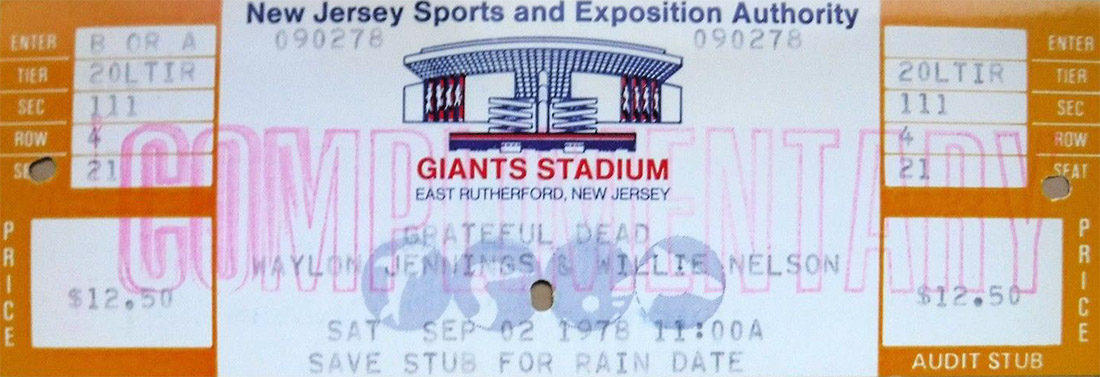 New Jersey Sports and Exposition Authority
090278 090278
ENTER B OR A
TIER 20LTIR
SEC 111
ROW 4
SEAT 21
PRICE
$12.50
COMPLIMENTARY
GIANTS STADIUM
EAST RUTHERFORD, NEW JERSEY
GRATEFUL DEAD
WAYLON JENNINGS & WILLIE NELSON
SAT SEP 02 1978 11:00A
SAVE STUB FOR RAIN DATE
ENTER
20LTIR TIER
111 SEC
4 ROW
21 SEAT
PRICE
$12.50
AUDIT STUB